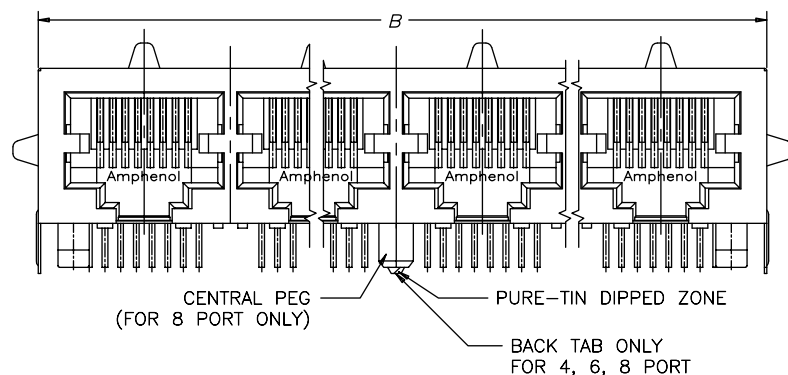 B
Amphenol Amphenol Amphenol Amphenol
CENTRAL PEG
(FOR 8 PORT ONLY)
PURE-TIN DIPPED ZONE
BACK TAB ONLY
FOR 4, 6, 8 PORT